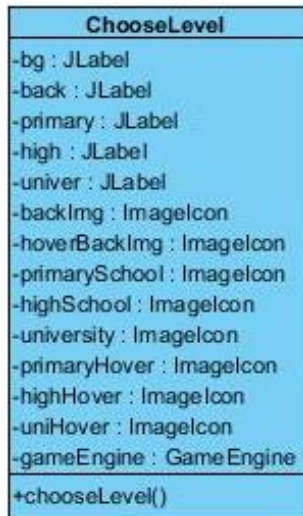 ChooseLevel
-bg : JLabel
-back : JLabel
-primary : JLabel
-high : JLabel
-univer : JLabel
-backImg : ImageIcon
-hoverBackImg : ImageIcon
-primarySchool : ImageIcon
-highSchool : ImageIcon
-university : ImageIcon
-primaryHover : ImageIcon
-highHover : ImageIcon
-uniHover : ImageIcon
-gameEngine : GameEngine
+chooseLevel()